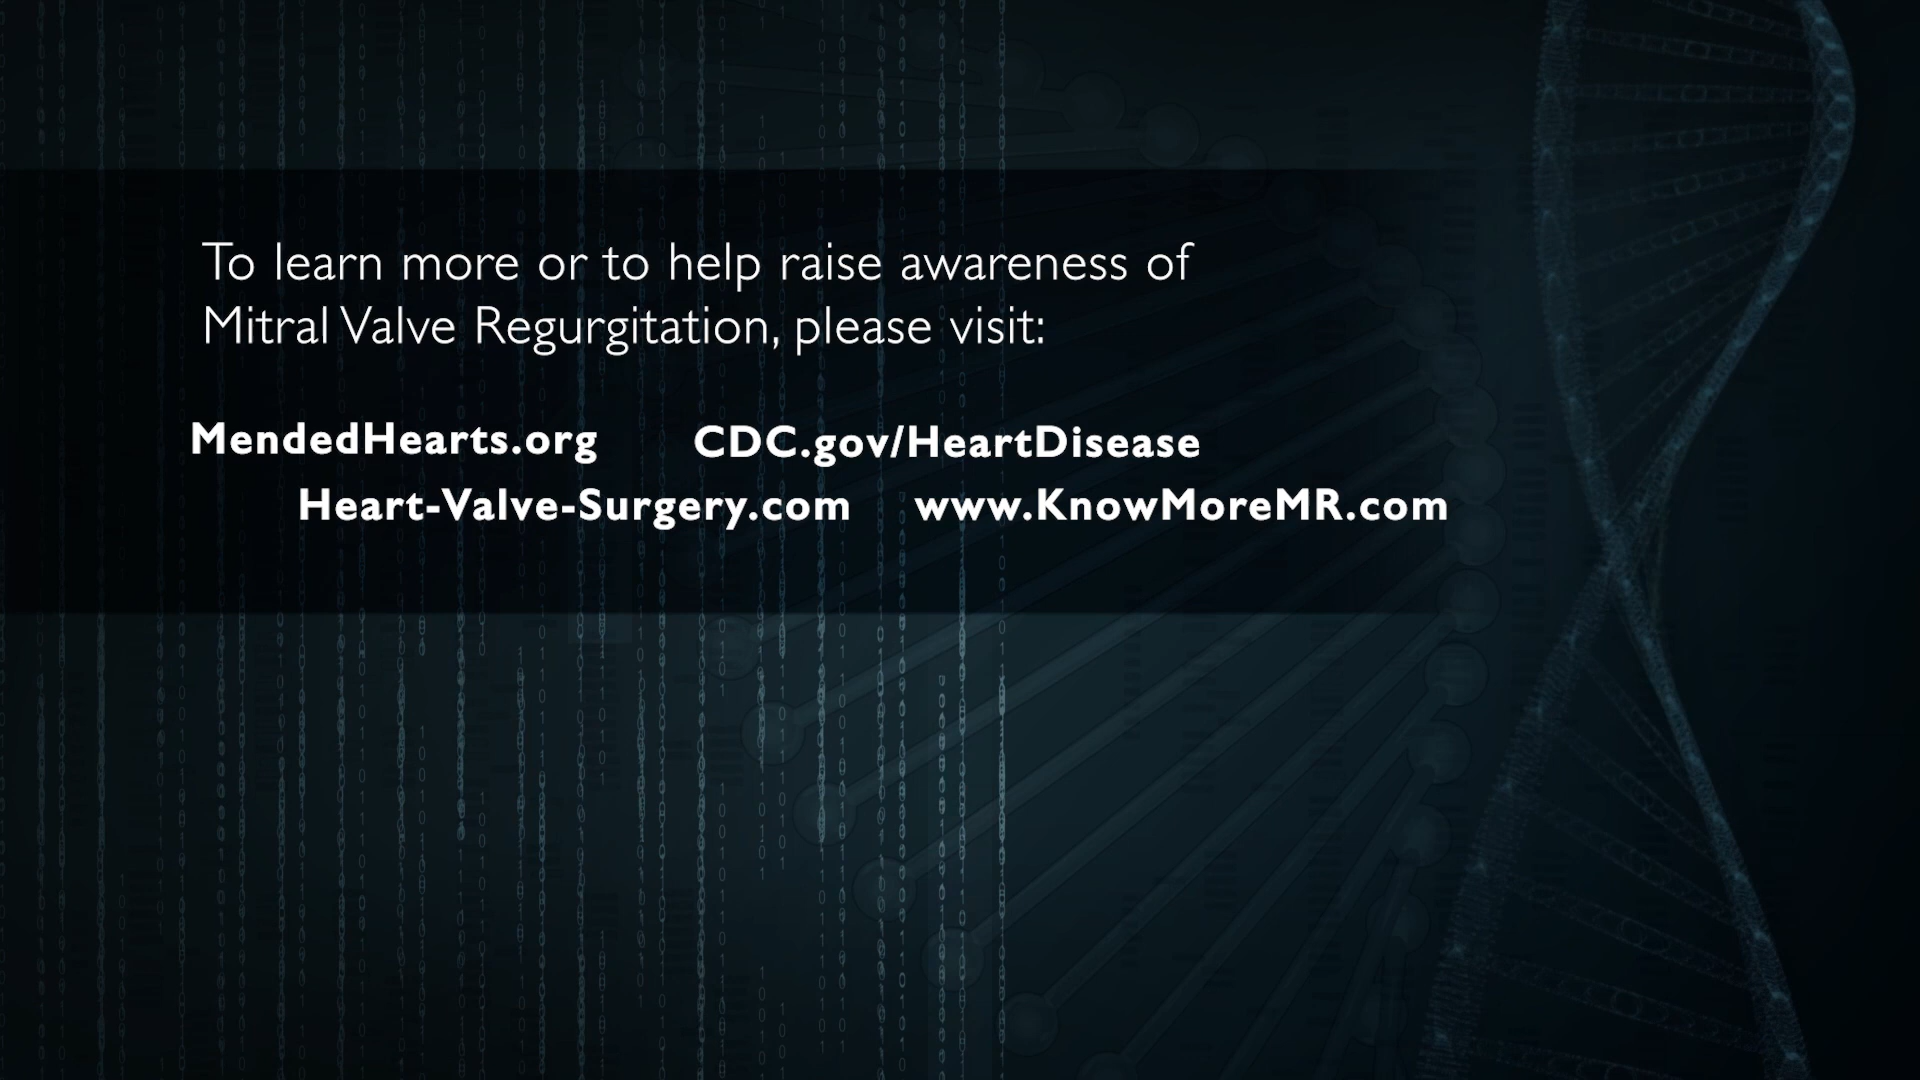 To learn more or to help raise awareness of
Mitral Valve Regurgitation, please visit:
MendedHearts.org CDC.gov/HeartDisease
Heart-Valve-Surgery.com www.KnowMoreMR.com